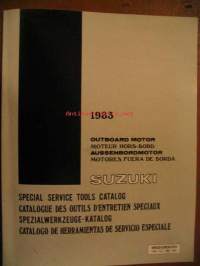 1983
OUTBOARD MOTOR
MOTEUR HORS-BORD
AUSSENBORDMOTOR
MOTORES FUERA DE BORDA
SUZUKI
SPECIAL SERVICE TOOLS CATALOG
CATALOGUE DES OUTILS D'ENTRETIEN SPECIAUX
SPEZIALWERKZEUGE-KATALOG
CATALOGO DE HERRAMIENTAS DE SERVICIO ESPECIALE